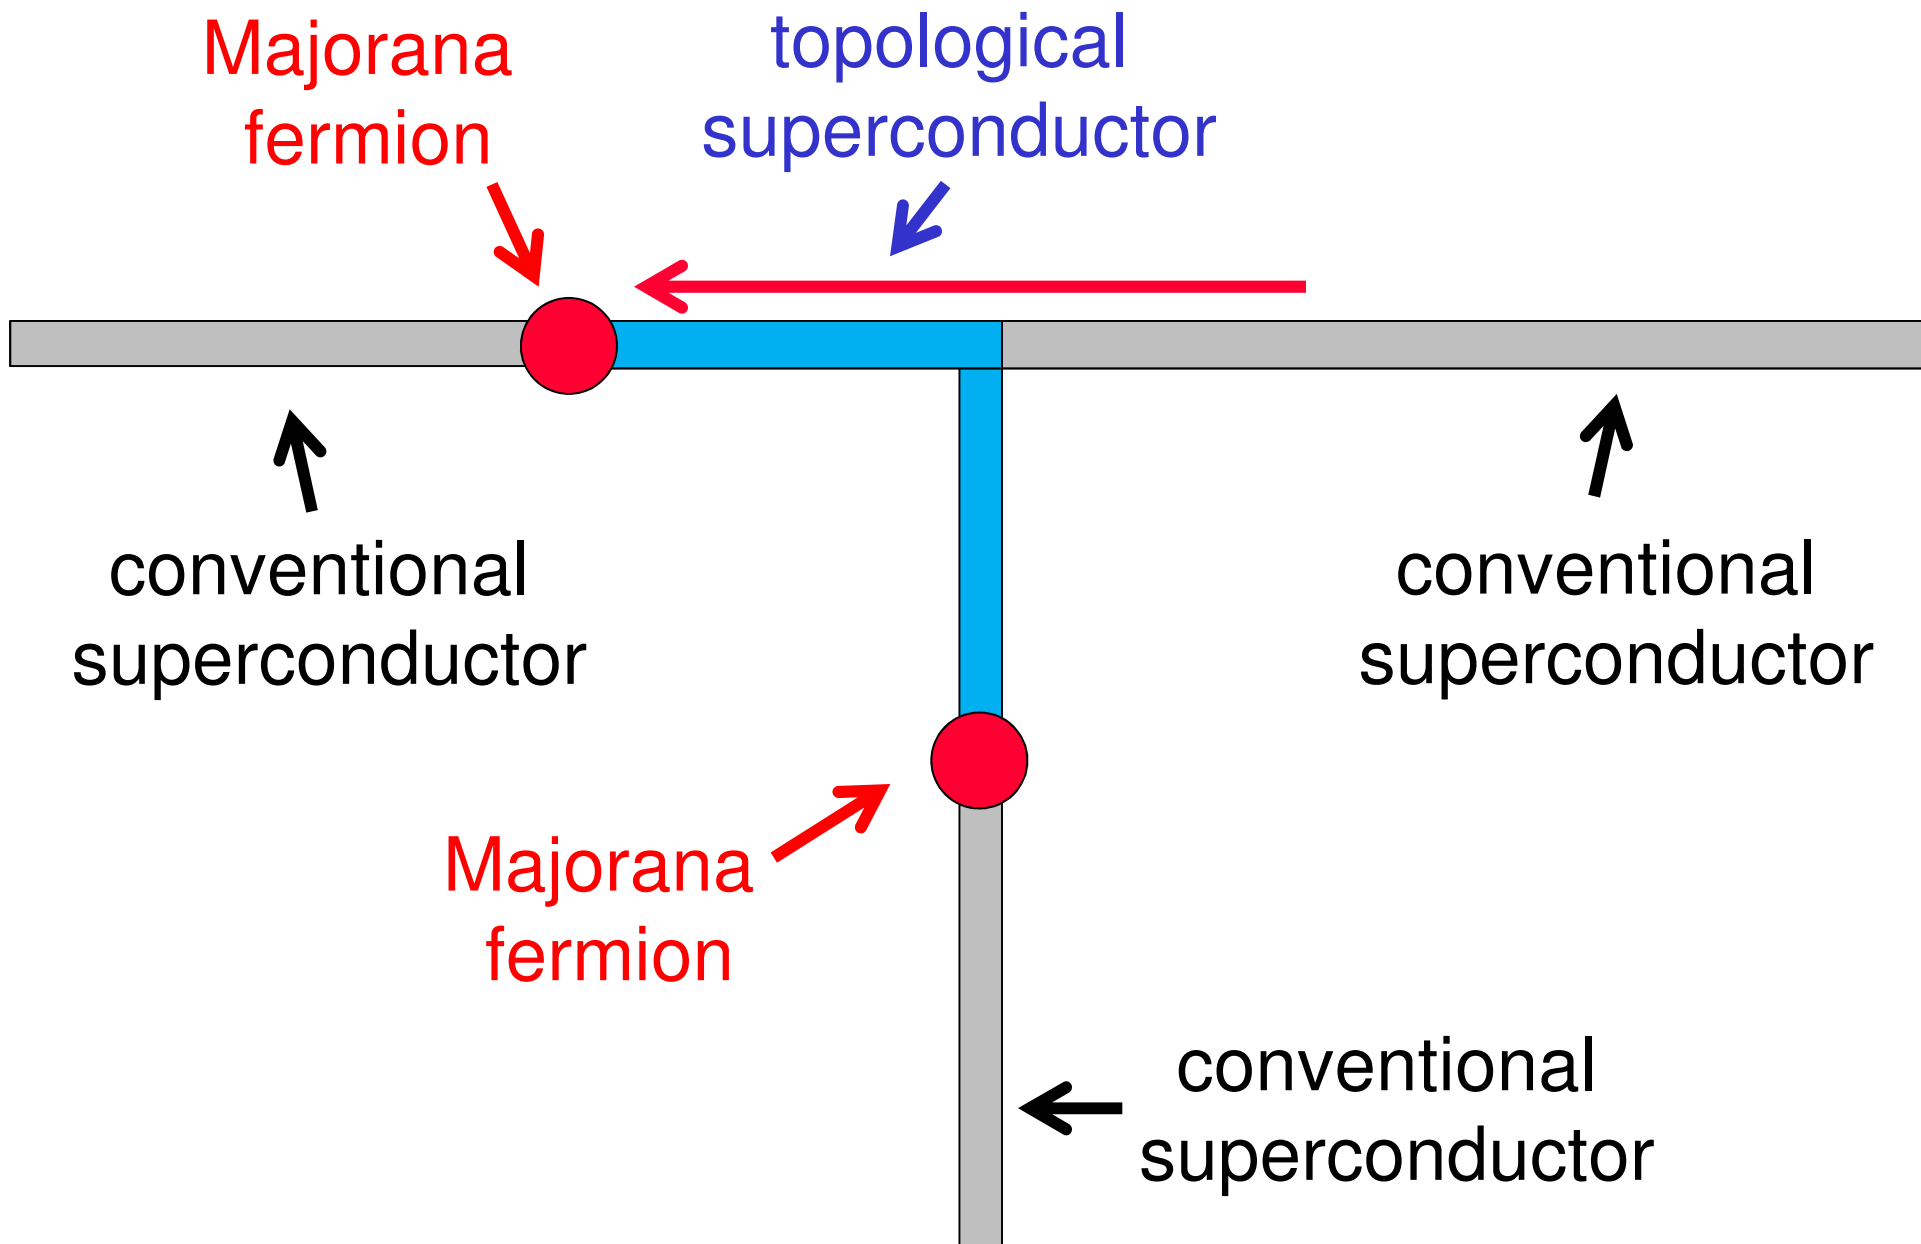 Majorana
fermion
topological
superconductor
conventional
superconductor
conventional
superconductor
Majorana
fermion
conventional
superconductor